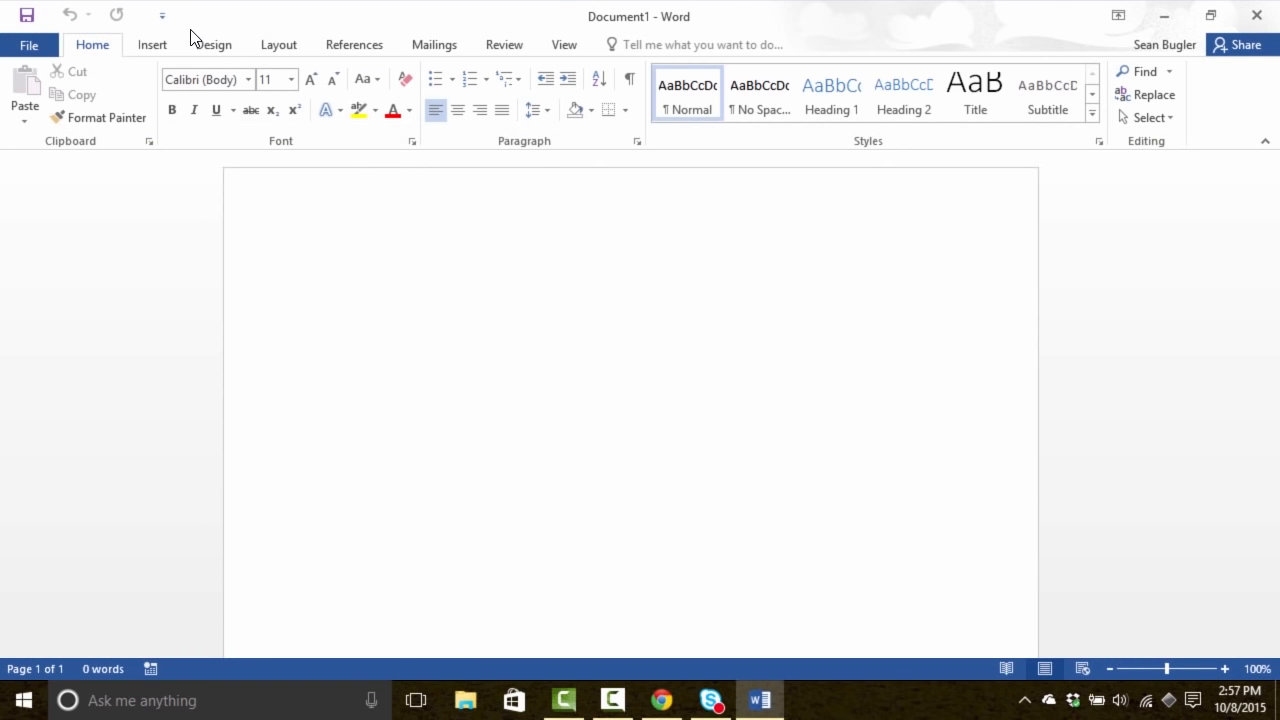 Document1 - Word
File Home Insert Design Layout References Mailings Review View Tell me what you want to do... Sean Bugler Share
Paste
Cut
Copy
Format Painter
Clipboard
Calibri (Body) 11 Aa
B I U abc x₂ x² A ab A
Font
Paragraph
AaBbCcDc AaBbCcDc AaBbCc AaBbCcD AaB AaBbCcD
¶ Normal ¶ No Spac... Heading 1 Heading 2 Title Subtitle
Styles
Find
Replace
Select
Editing
Page 1 of 1 0 words 100%
Ask me anything
2:57 PM
10/8/2015